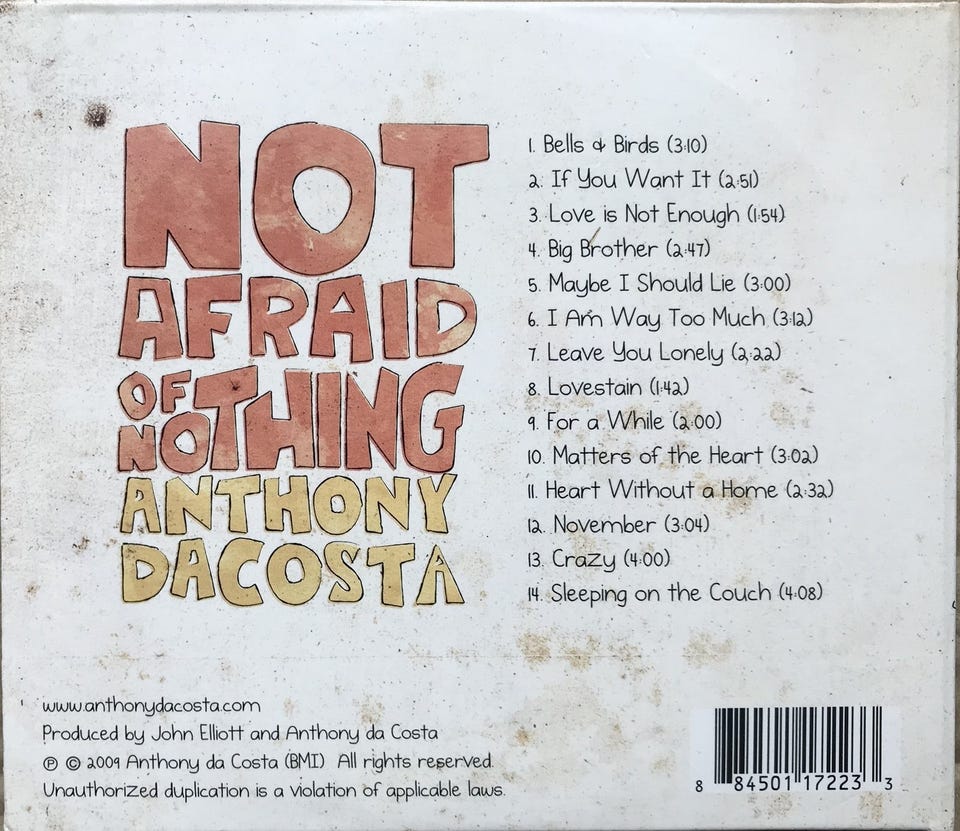 NOT
AFRAID
OF
NOTHING
ANTHONY
DACOSTA
1. Bells & Birds (3:10)
2. If You Want It (2:51)
3. Love is Not Enough (1:54)
4. Big Brother (2:47)
5. Maybe I Should Lie (3:00)
6. I Am Way Too Much (3:12)
7. Leave You Lonely (2:22)
8. Lovestain (1:42)
9. For a While (2:00)
10. Matters of the Heart (3:02)
11. Heart Without a Home (2:32)
12. November (3:04)
13. Crazy (4:00)
14. Sleeping on the Couch (4:08)
www.anthonydacosta.com
Produced by John Elliott and Anthony da Costa
℗ © 2009 Anthony da Costa (BMI) All rights reserved.
Unauthorized duplication is a violation of applicable laws.
8 84501 17223 3